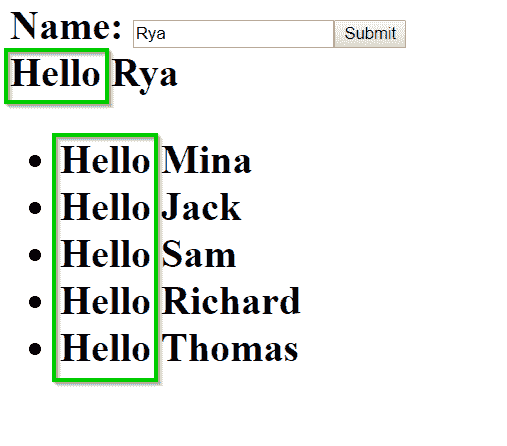 Name: Rya Submit
Hello Rya
Hello Mina
Hello Jack
Hello Sam
Hello Richard
Hello Thomas